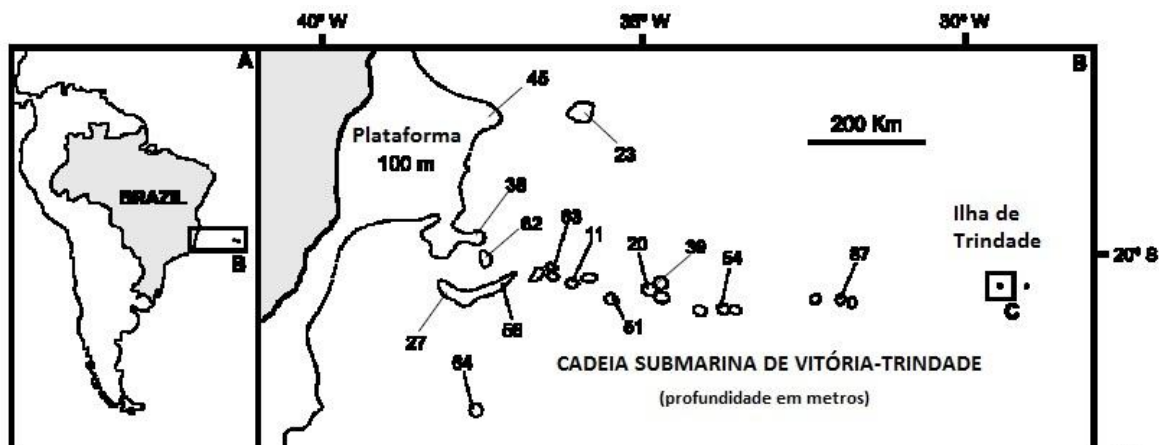 40° W
35° W
30° W
A
B
45
Plataforma
100 m
23
200 Km
BRAZIL
38
62
63
11
20
39
54
87
Ilha de
Trindade
20° S
B
C
27
58
51
64
CADEIA SUBMARINA DE VITÓRIA-TRINDADE
(profundidade em metros)